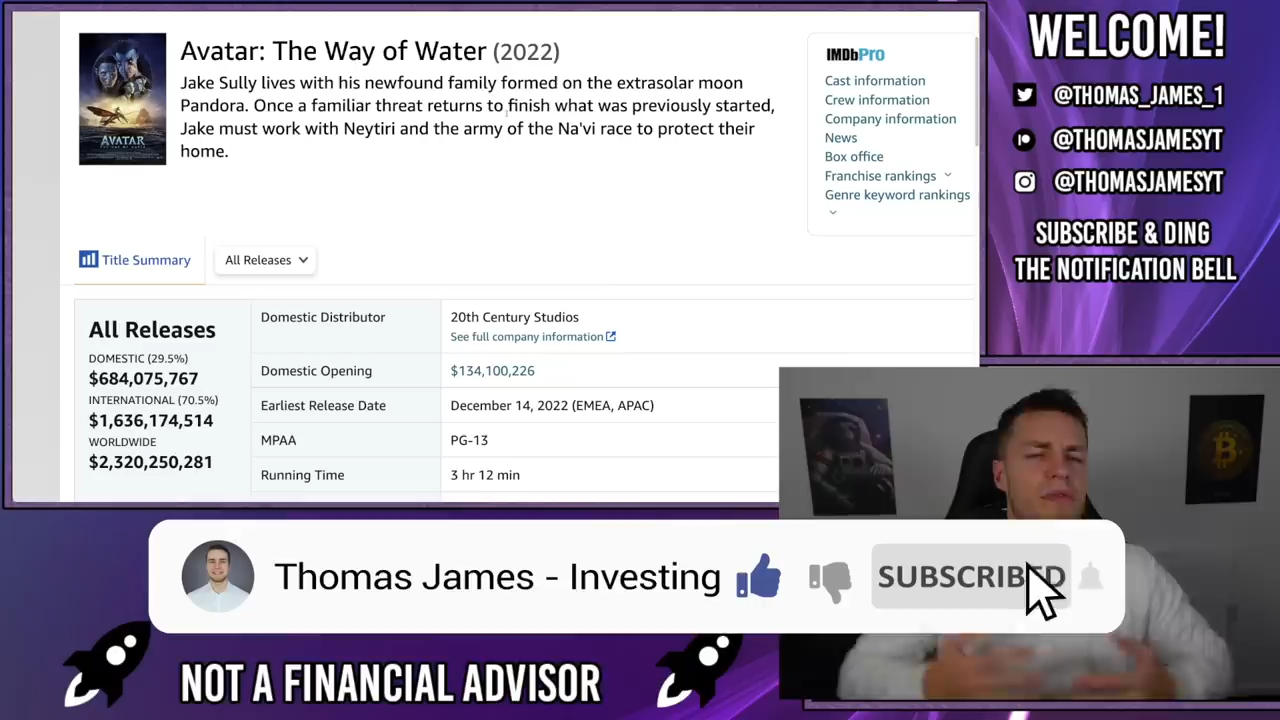 Avatar: The Way of Water (2022)
Jake Sully lives with his newfound family formed on the extrasolar moon
Pandora. Once a familiar threat returns to finish what was previously started,
Jake must work with Neytiri and the army of the Na'vi race to protect their
home.
AVATAR
IMDbPro
Cast information
Crew information
Company information
News
Box office
Franchise rankings
Genre keyword rankings
Title Summary
All Releases
All Releases
DOMESTIC (29.5%)
$684,075,767
INTERNATIONAL (70.5%)
$1,636,174,514
WORLDWIDE
$2,320,250,281
Domestic Distributor
20th Century Studios
See full company information
Domestic Opening
$134,100,226
Earliest Release Date
December 14, 2022 (EMEA, APAC)
MPAA
PG-13
Running Time
3 hr 12 min
WELCOME!
@THOMAS_JAMES_1
@THOMASJAMESYT
@THOMASJAMESYT
SUBSCRIBE & DING
THE NOTIFICATION BELL
Thomas James - Investing
SUBSCRIBED
NOT A FINANCIAL ADVISOR